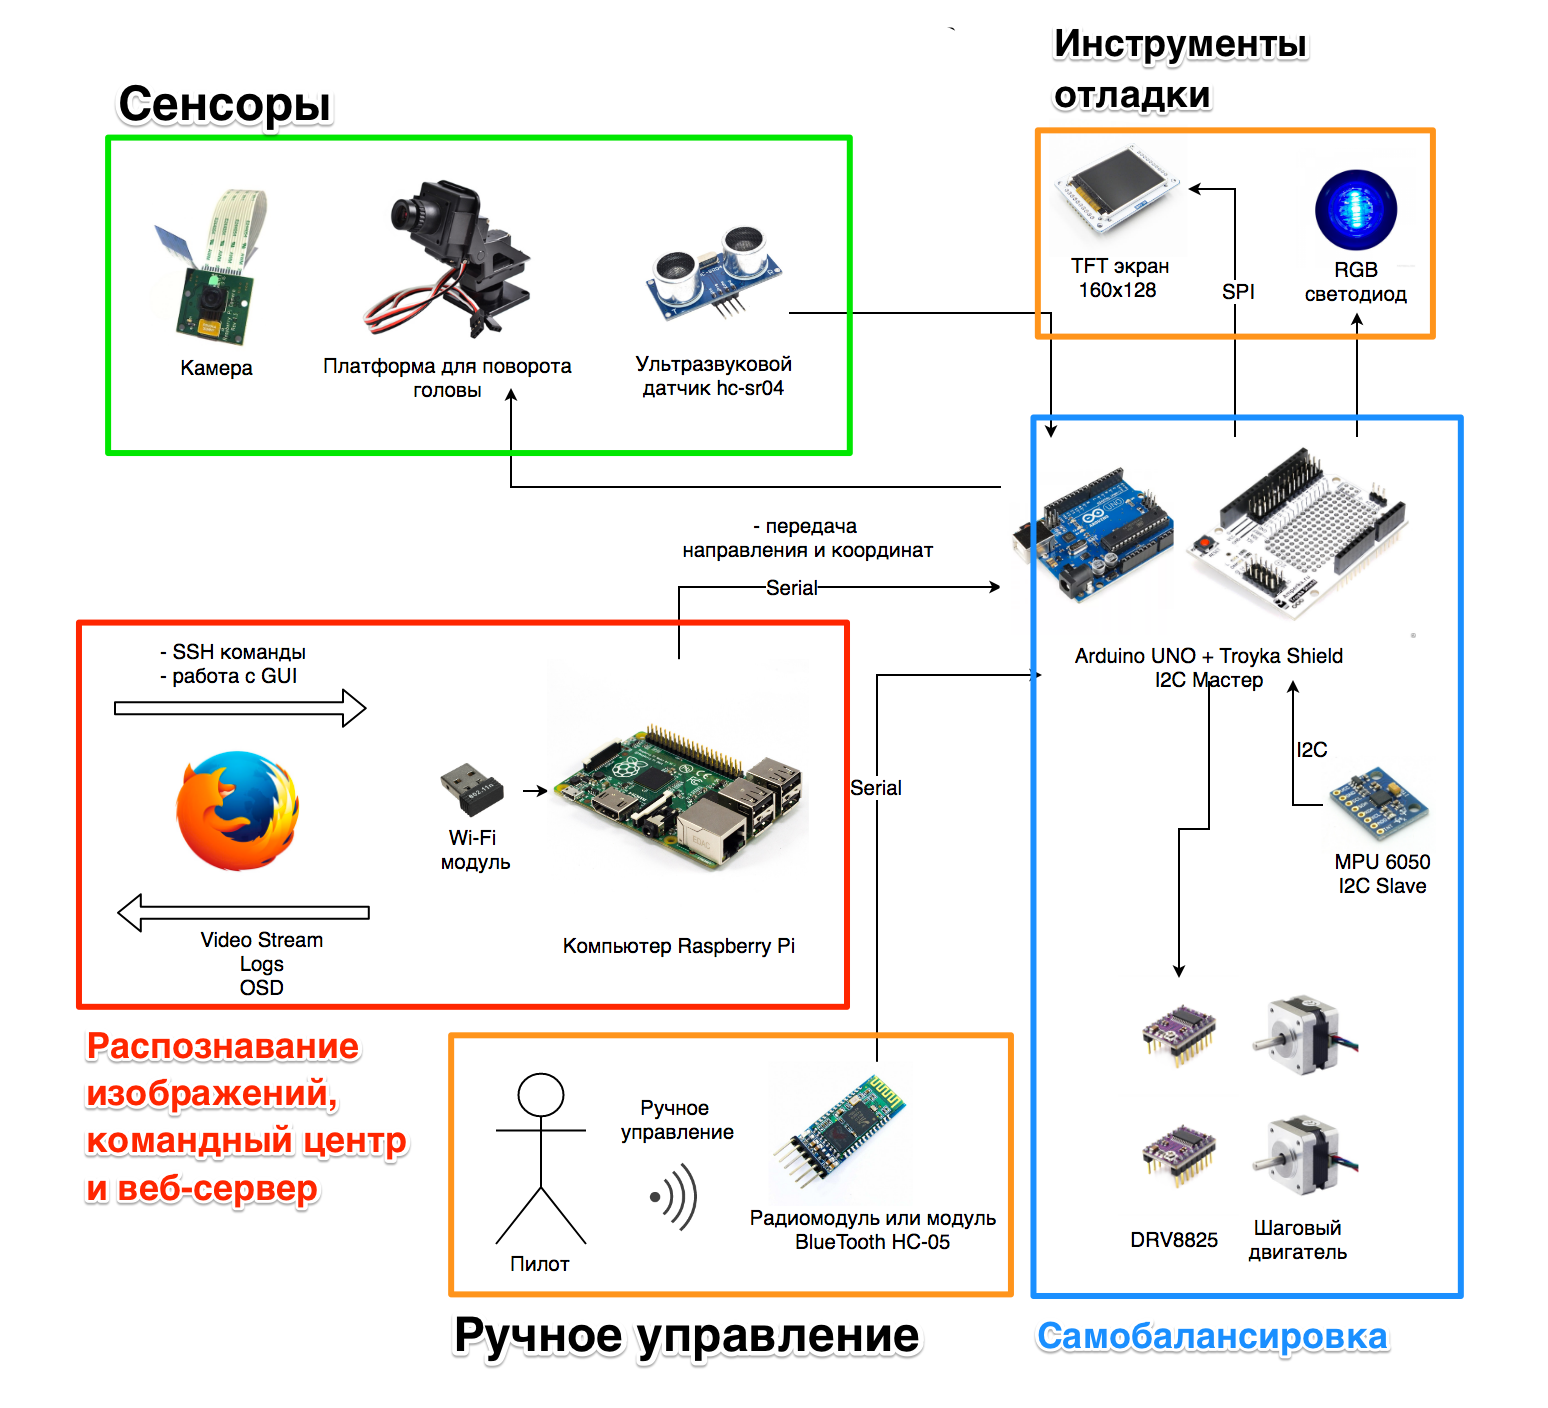 Сенсоры
Инструменты
отладки
Камера
Платформа для поворота
головы
Ультразвуковой
датчик hc-sr04
TFT экран
160x128
SPI
RGB
светодиод
- передача
направления и координат
Serial
UNO
Arduino UNO + Troyka Shield
I2C Мастер
- SSH команды
- работа с GUI
802.11n
Wi-Fi
модуль
Компьютер Raspberry Pi
Video Stream
Logs
OSD
Serial
I2C
MPU 6050
I2C Slave
Распознавание
изображений,
командный центр
и веб-сервер
Ручное
управление
Пилот
Радиомодуль или модуль
BlueTooth HC-05
Ручное управление
DRV8825
Шаговый
двигатель
Самобалансировка